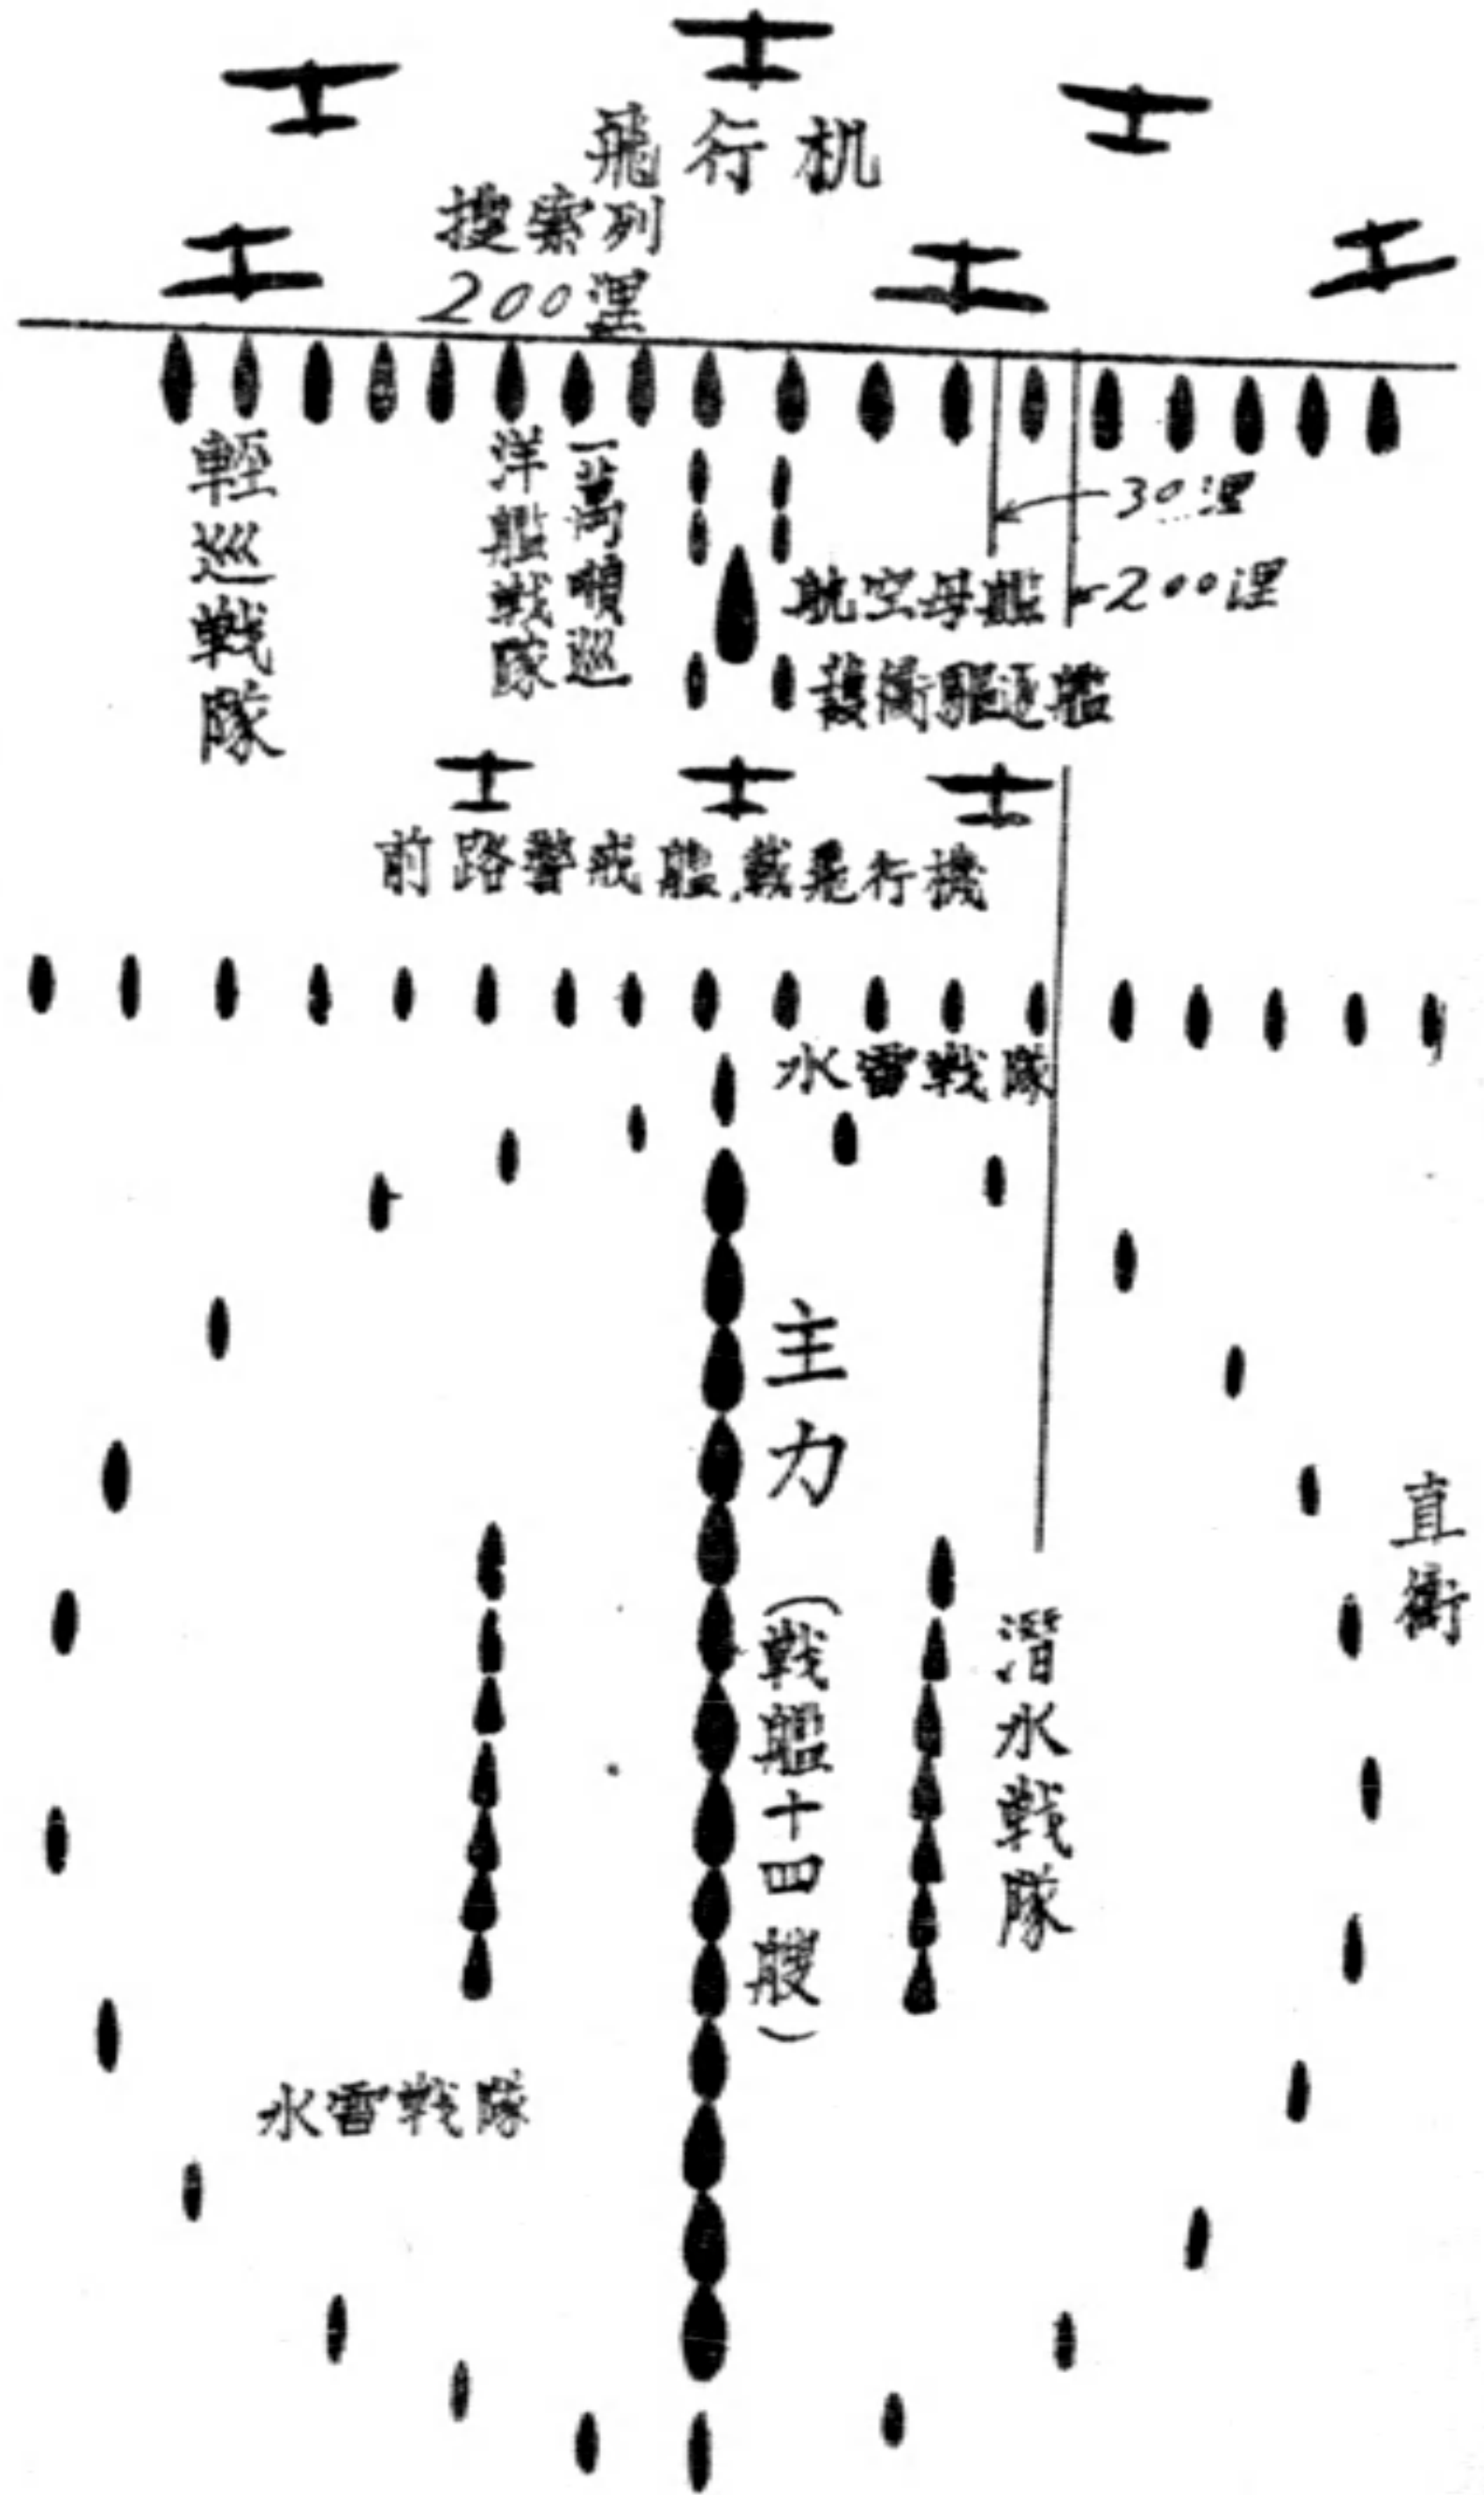 飛行机
捜索列
200浬
輕巡戦隊
一萬噸巡
洋艦戦隊
30浬
航空母艦
200浬
護衛驅逐艦
前路警戒艦載飛行機
水雷戦隊
主力（戦艦十四艘）
直衛
潜水戦隊
水雷戦隊